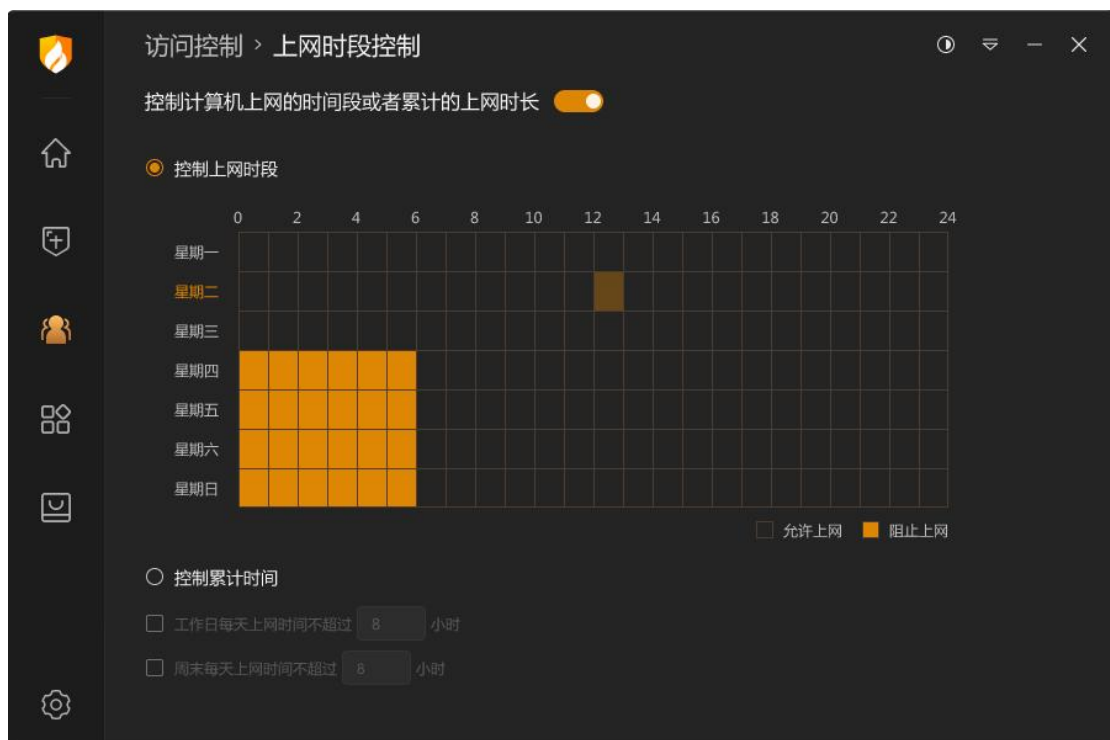 访问控制 > 上网时段控制
控制计算机上网的时间段或者累计的上网时长
控制上网时段
0 2 4 6 8 10 12 14 16 18 20 22 24
星期一
星期二
星期三
星期四
星期五
星期六
星期日
允许上网 阻止上网
控制累计时间
工作日每天上网时间不超过 8 小时
周末每天上网时间不超过 8 小时